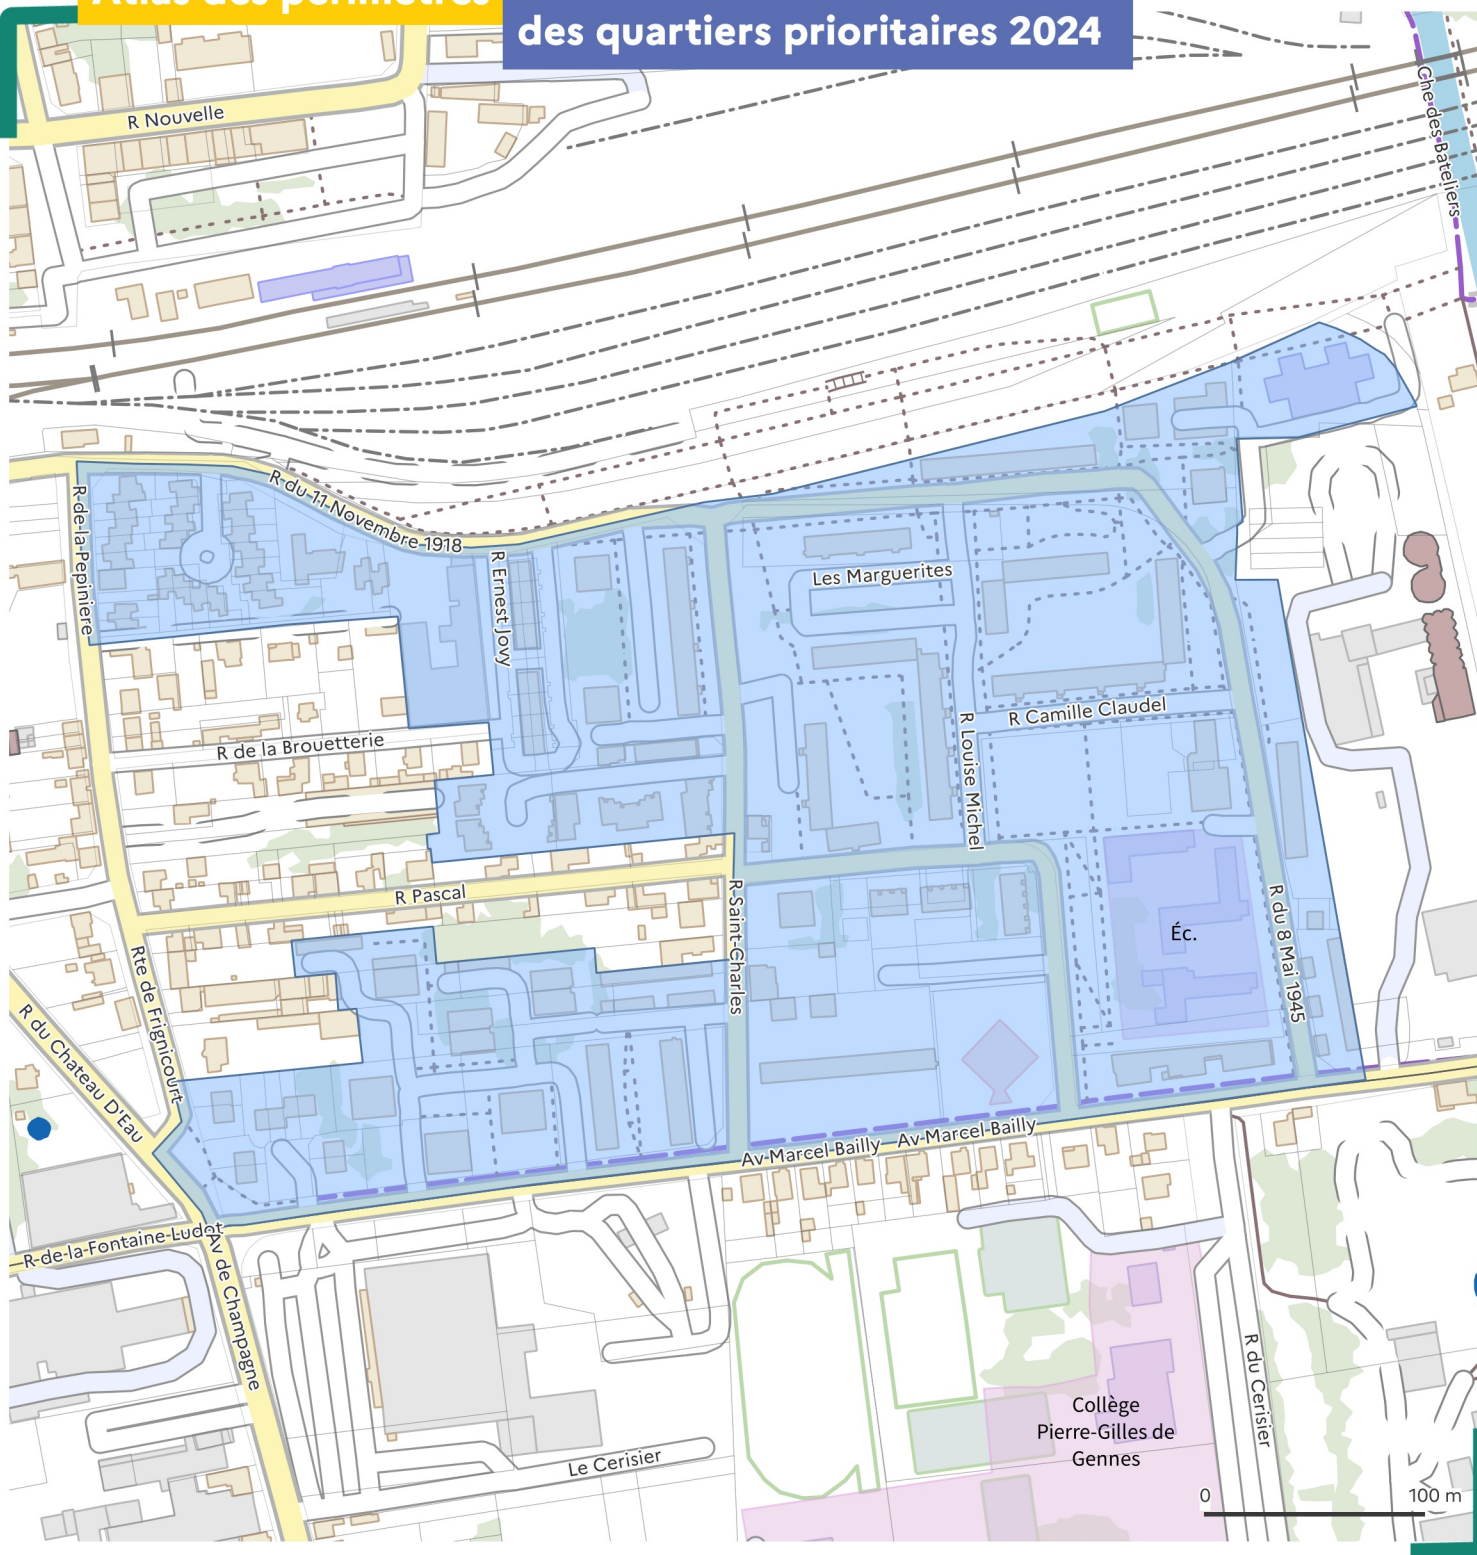 Atlas des périmètres
des quartiers prioritaires 2024
R Nouvelle
Che des Bateliers
R du 11 Novembre 1918
R de la Pepiniere
R Ernest Jovy
Les Marguerites
R Camille Claudel
R Louise Michel
R de la Brouetterie
R Pascal
R Saint-Charles
Éc.
R du 8 Mai 1945
Rte de Frignicourt
R du Chateau D'Eau
Av Marcel Bailly
Av Marcel Bailly
R de la Fontaine Ludot
Av de Champagne
R du Cerisier
Collège
Pierre-Gilles de
Gennes
Le Cerisier
0
100 m